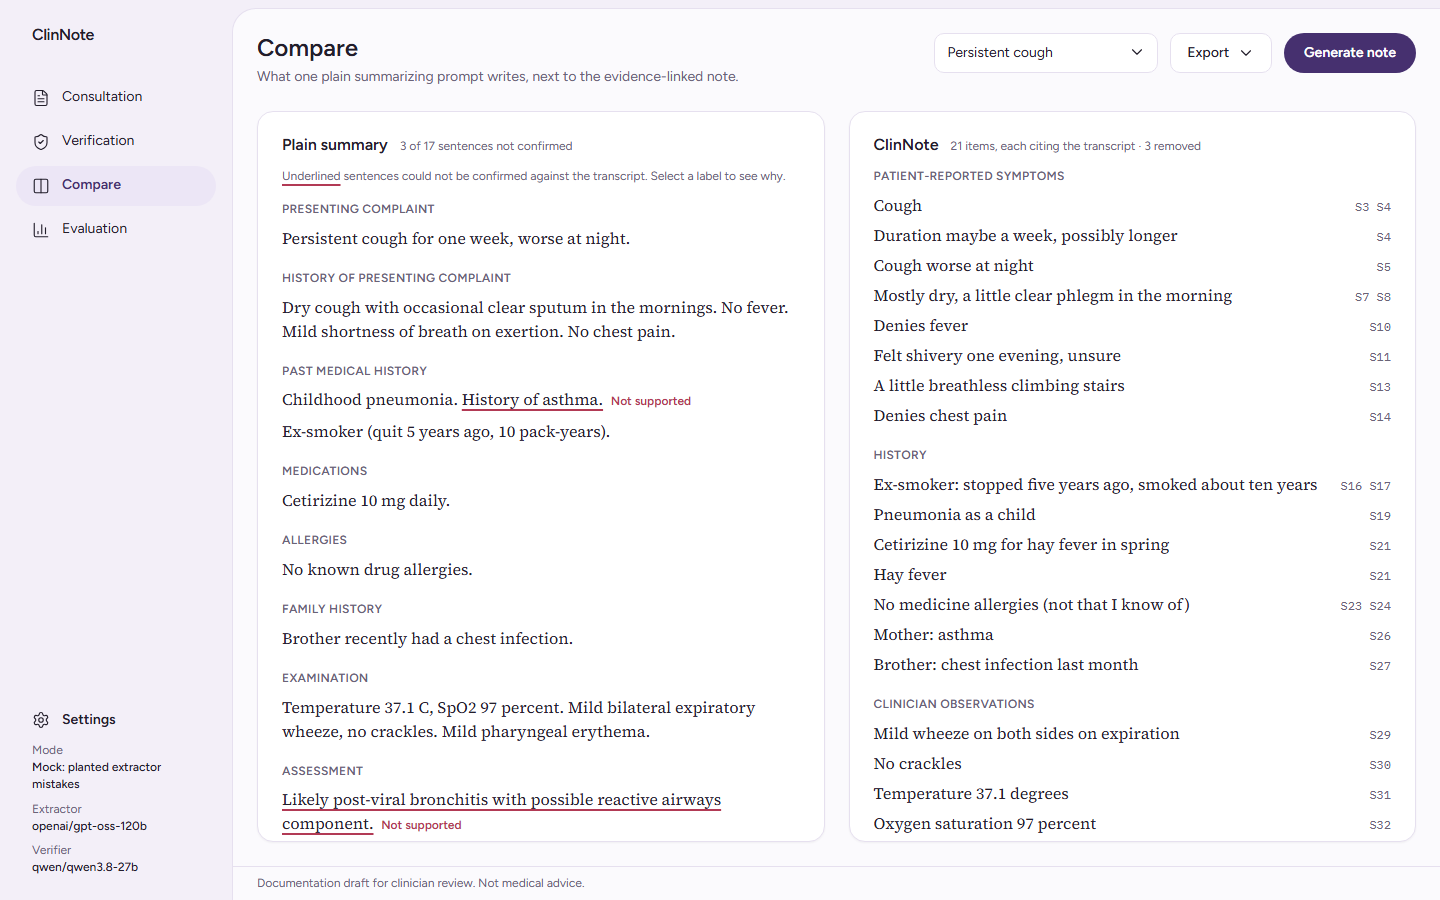 ClinNote
Consultation
Verification
Compare
Evaluation
Settings
Mode
Mock: planted extractor
mistakes
Extractor
openai/gpt-oss-120b
Verifier
qwen/qwen3.8-27b
Compare
What one plain summarizing prompt writes, next to the evidence-linked note.
Persistent cough
Export
Generate note
Plain summary 3 of 17 sentences not confirmed
Underlined sentences could not be confirmed against the transcript. Select a label to see why.
PRESENTING COMPLAINT
Persistent cough for one week, worse at night.
HISTORY OF PRESENTING COMPLAINT
Dry cough with occasional clear sputum in the mornings. No fever.
Mild shortness of breath on exertion. No chest pain.
PAST MEDICAL HISTORY
Childhood pneumonia. History of asthma. Not supported
Ex-smoker (quit 5 years ago, 10 pack-years).
MEDICATIONS
Cetirizine 10 mg daily.
ALLERGIES
No known drug allergies.
FAMILY HISTORY
Brother recently had a chest infection.
EXAMINATION
Temperature 37.1 C, SpO2 97 percent. Mild bilateral expiratory
wheeze, no crackles. Mild pharyngeal erythema.
ASSESSMENT
Likely post-viral bronchitis with possible reactive airways
component. Not supported
ClinNote 21 items, each citing the transcript · 3 removed
PATIENT-REPORTED SYMPTOMS
Cough S3 S4
Duration maybe a week, possibly longer S4
Cough worse at night S5
Mostly dry, a little clear phlegm in the morning S7 S8
Denies fever S10
Felt shivery one evening, unsure S11
A little breathless climbing stairs S13
Denies chest pain S14
HISTORY
Ex-smoker: stopped five years ago, smoked about ten years S16 S17
Pneumonia as a child S19
Cetirizine 10 mg for hay fever in spring S21
Hay fever S21
No medicine allergies (not that I know of) S23 S24
Mother: asthma S26
Brother: chest infection last month S27
CLINICIAN OBSERVATIONS
Mild wheeze on both sides on expiration S29
No crackles S30
Temperature 37.1 degrees S31
Oxygen saturation 97 percent S32
Documentation draft for clinician review. Not medical advice.